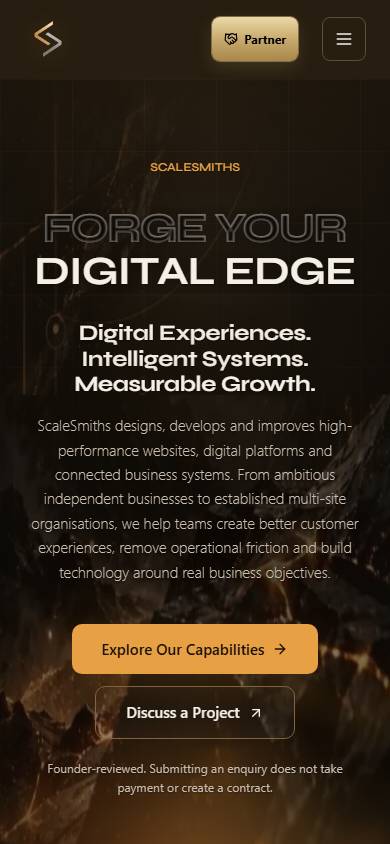 Partner
SCALESMITHS
FORGE YOUR
DIGITAL EDGE
Digital Experiences.
Intelligent Systems.
Measurable Growth.
ScaleSmiths designs, develops and improves high-
performance websites, digital platforms and
connected business systems. From ambitious
independent businesses to established multi-site
organisations, we help teams create better customer
experiences, remove operational friction and build
technology around real business objectives.
Explore Our Capabilities
Discuss a Project
Founder-reviewed. Submitting an enquiry does not take
payment or create a contract.